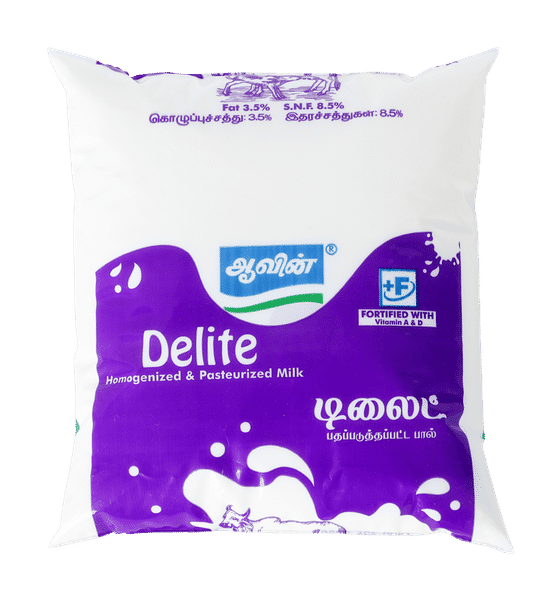 Fat 3.5% S.N.F. 8.5%
கொழுப்புச்சத்து: 3.5% இதரச்சத்துகள: 8.5%
ஆவின் ®
+F
FORTIFIED WITH
Vitamin A & D
Delite
Homogenized & Pasteurized Milk
டிலைட்
பதப்படுத்தப்பட்ட பால்